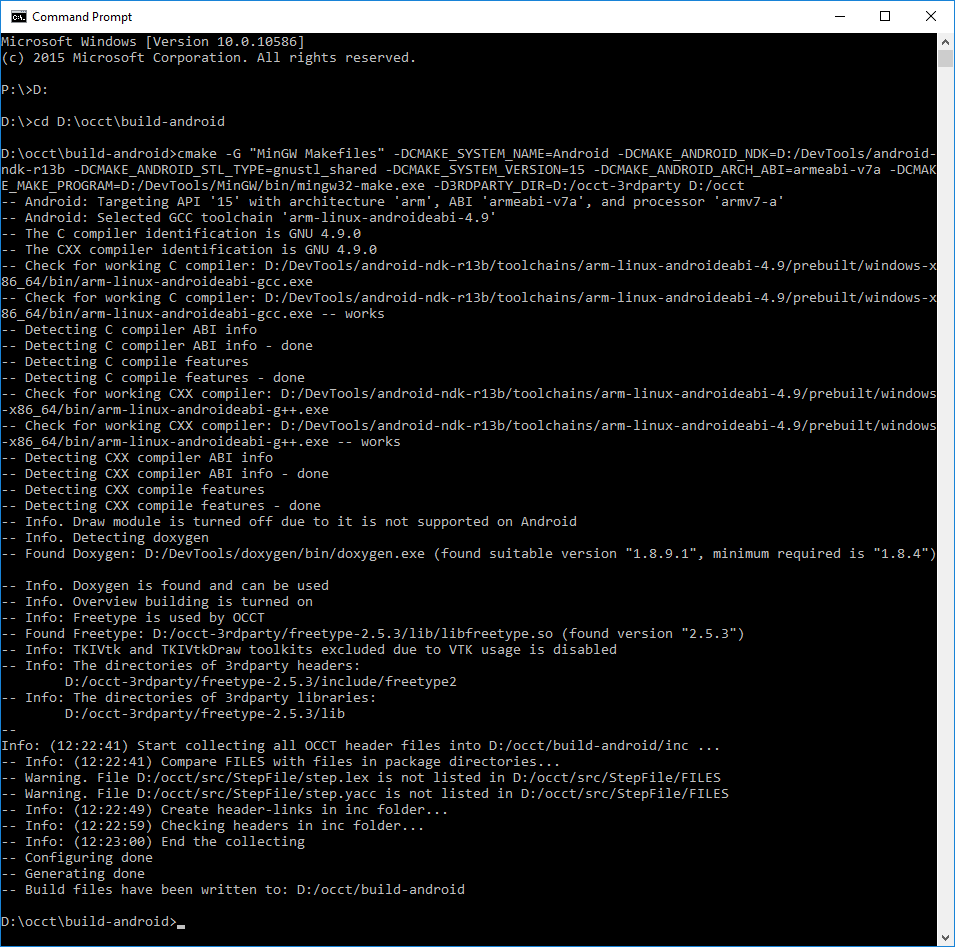 Command Prompt
Microsoft Windows [Version 10.0.10586]
(c) 2015 Microsoft Corporation. All rights reserved.
P:\>D:
D:\>cd D:\occt\build-android
D:\occt\build-android>cmake -G "MinGW Makefiles" -DCMAKE_SYSTEM_NAME=Android -DCMAKE_ANDROID_NDK=D:/DevTools/android-
ndk-r13b -DCMAKE_ANDROID_STL_TYPE=gnustl_shared -DCMAKE_SYSTEM_VERSION=15 -DCMAKE_ANDROID_ARCH_ABI=armeabi-v7a -DCMAK
E_MAKE_PROGRAM=D:/DevTools/MinGW/bin/mingw32-make.exe -D3RDPARTY_DIR=D:/occt-3rdparty D:/occt
-- Android: Targeting API '15' with architecture 'arm', ABI 'armeabi-v7a', and processor 'armv7-a'
-- Android: Selected GCC toolchain 'arm-linux-androideabi-4.9'
-- The C compiler identification is GNU 4.9.0
-- The CXX compiler identification is GNU 4.9.0
-- Check for working C compiler: D:/DevTools/android-ndk-r13b/toolchains/arm-linux-androideabi-4.9/prebuilt/windows-x
86_64/bin/arm-linux-androideabi-gcc.exe
-- Check for working C compiler: D:/DevTools/android-ndk-r13b/toolchains/arm-linux-androideabi-4.9/prebuilt/windows-x
86_64/bin/arm-linux-androideabi-gcc.exe -- works
-- Detecting C compiler ABI info
-- Detecting C compiler ABI info - done
-- Detecting C compile features
-- Detecting C compile features - done
-- Check for working CXX compiler: D:/DevTools/android-ndk-r13b/toolchains/arm-linux-androideabi-4.9/prebuilt/windows
-x86_64/bin/arm-linux-androideabi-g++.exe
-- Check for working CXX compiler: D:/DevTools/android-ndk-r13b/toolchains/arm-linux-androideabi-4.9/prebuilt/windows
-x86_64/bin/arm-linux-androideabi-g++.exe -- works
-- Detecting CXX compiler ABI info
-- Detecting CXX compiler ABI info - done
-- Detecting CXX compile features
-- Detecting CXX compile features - done
-- Info. Draw module is turned off due to it is not supported on Android
-- Info. Detecting doxygen
-- Found Doxygen: D:/DevTools/doxygen/bin/doxygen.exe (found suitable version "1.8.9.1", minimum required is "1.8.4")
-- Info. Doxygen is found and can be used
-- Info. Overview building is turned on
-- Info: Freetype is used by OCCT
-- Found Freetype: D:/occt-3rdparty/freetype-2.5.3/lib/libfreetype.so (found version "2.5.3")
-- Info: TKIVtk and TKIVtkDraw toolkits excluded due to VTK usage is disabled
-- Info: The directories of 3rdparty headers:
D:/occt-3rdparty/freetype-2.5.3/include/freetype2
-- Info: The directories of 3rdparty libraries:
D:/occt-3rdparty/freetype-2.5.3/lib
--
Info: (12:22:41) Start collecting all OCCT header files into D:/occt/build-android/inc ...
-- Info: (12:22:41) Compare FILES with files in package directories...
-- Warning. File D:/occt/src/StepFile/step.lex is not listed in D:/occt/src/StepFile/FILES
-- Warning. File D:/occt/src/StepFile/step.yacc is not listed in D:/occt/src/StepFile/FILES
-- Info: (12:22:49) Create header-links in inc folder...
-- Info: (12:22:59) Checking headers in inc folder...
-- Info: (12:23:00) End the collecting
-- Configuring done
-- Generating done
-- Build files have been written to: D:/occt/build-android
D:\occt\build-android>